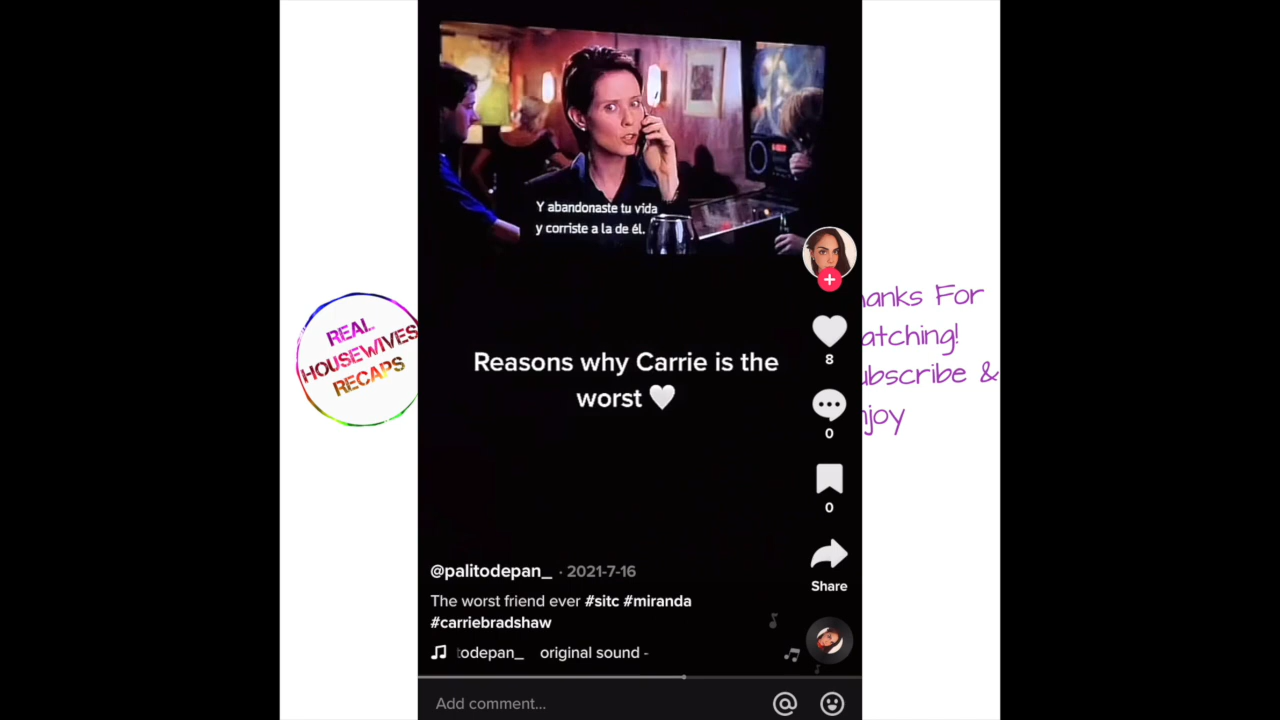 Y abandonaste tu vida
y corriste a la de él.
REAL
HOUSEWIVES
RECAPS
Reasons why Carrie is the
worst 🤍
8
0
0
Share
anks For
atching!
ubscribe &
joy
@palitodepan_ · 2021-7-16
The worst friend ever #sitc #miranda
#carriebradshaw
todepan_ original sound -
Add comment...